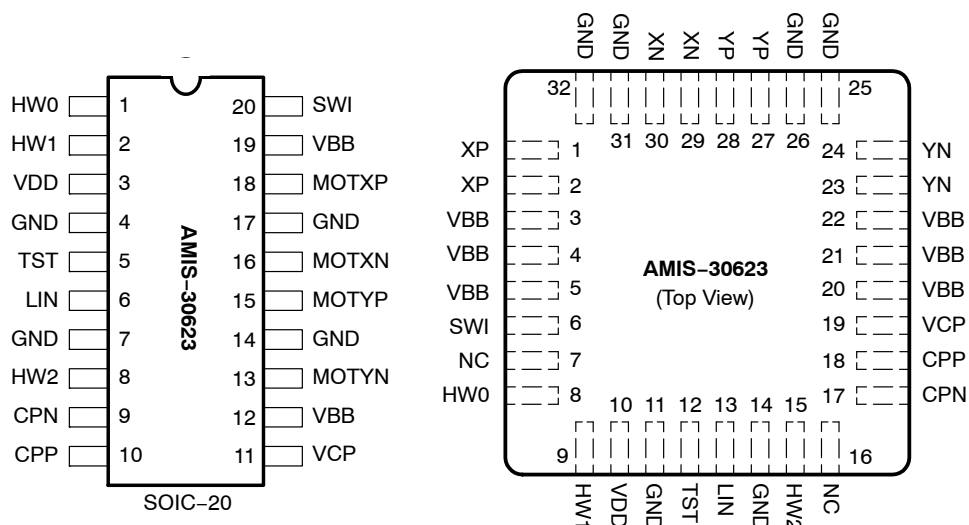 HW0 1 20 SWI
HW1 2 19 VBB
VDD 3 18 MOTXP
GND 4 17 GND
TST 5 16 MOTXN
LIN 6 15 MOTYP
GND 7 14 GND
HW2 8 13 MOTYN
CPN 9 12 VBB
CPP 10 11 VCP
AMIS−30623
SOIC−20
GND GND XN XN YP YP GND GND
32 25
31 30 29 28 27 26
XP 1 24 YN
XP 2 23 YN
VBB 3 22 VBB
VBB 4 21 VBB
VBB 5 20 VBB
SWI 6 19 VCP
NC 7 18 CPP
HW0 8 17 CPN
AMIS−30623
(Top View)
10 11 12 13 14 15
9 16
HW1 VDD GND TST LIN GND HW2 NC